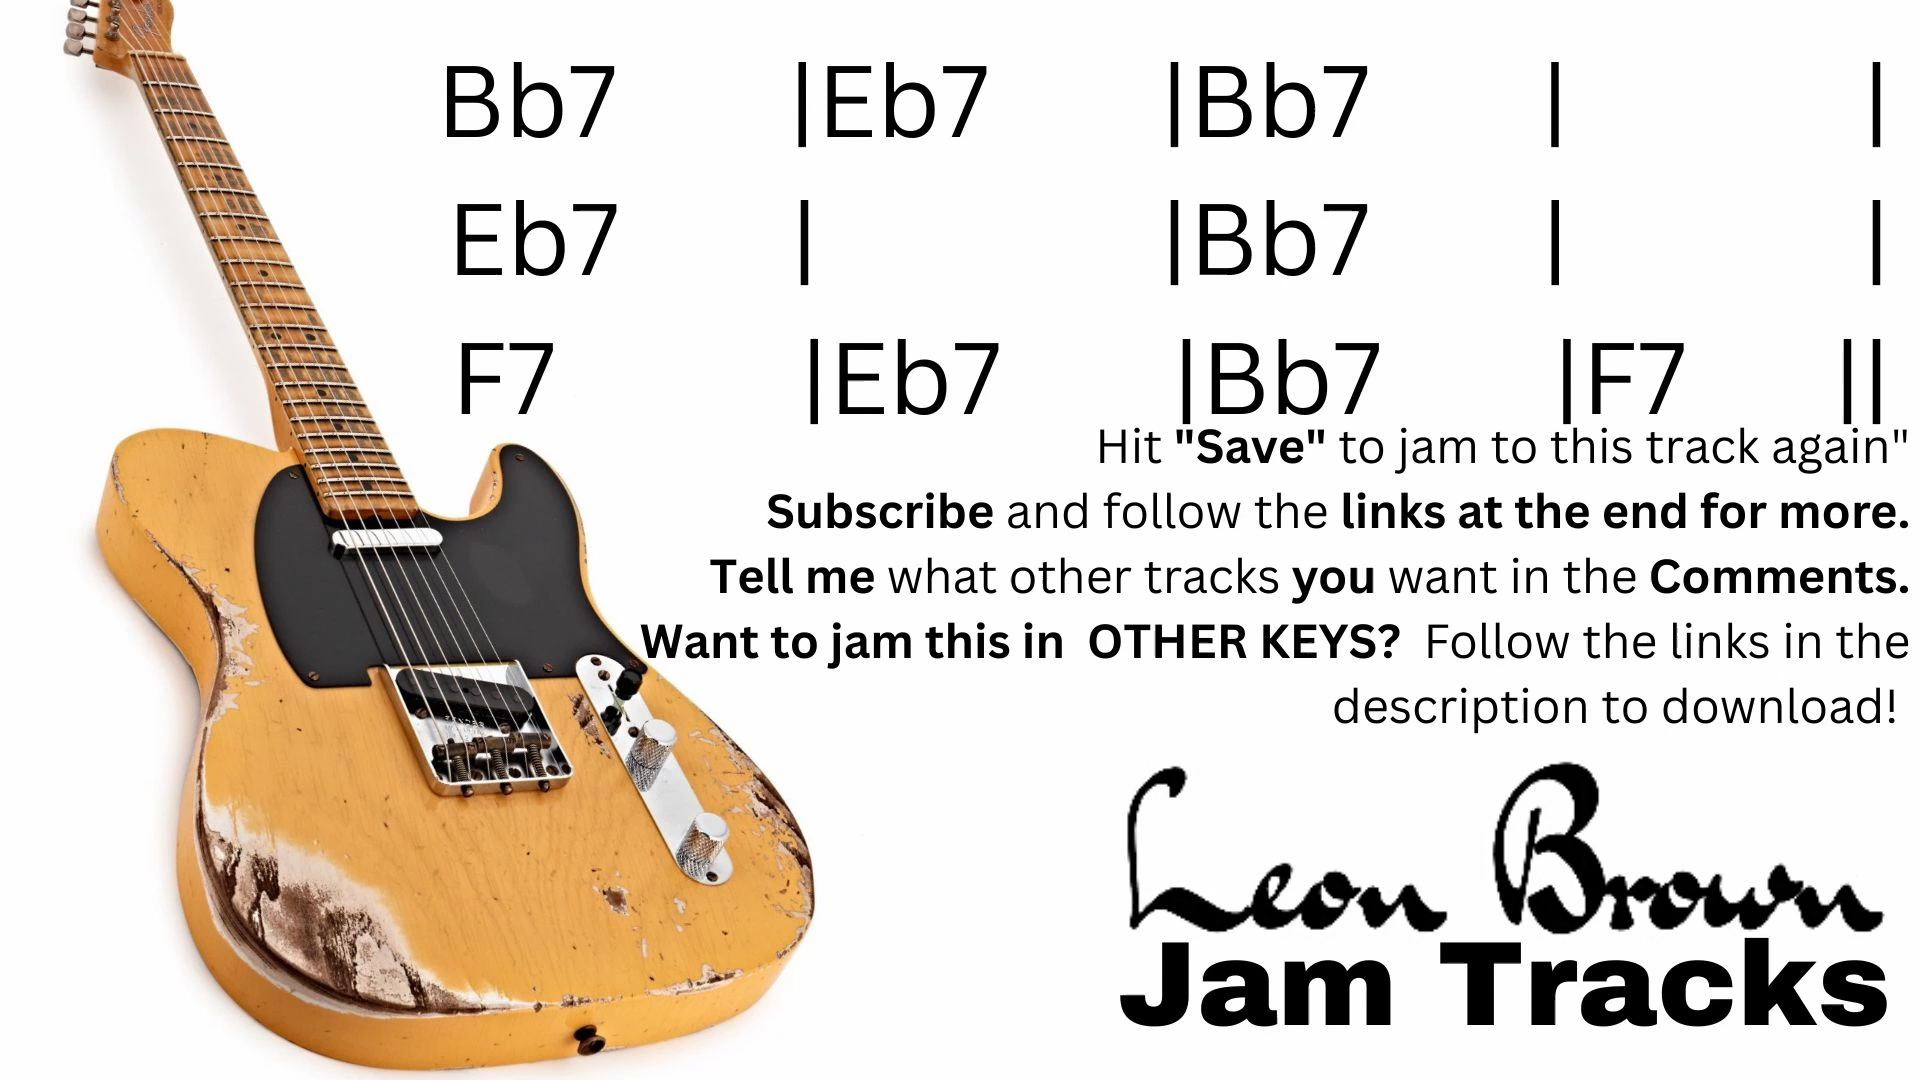 Bb7 |Eb7 |Bb7 | |
Eb7 | |Bb7 | |
F7 |Eb7 |Bb7 |F7 ||
Hit "Save" to jam to this track again"
Subscribe and follow the links at the end for more.
Tell me what other tracks you want in the Comments.
Want to jam this in OTHER KEYS? Follow the links in the
description to download!
Leon Brown
Jam Tracks